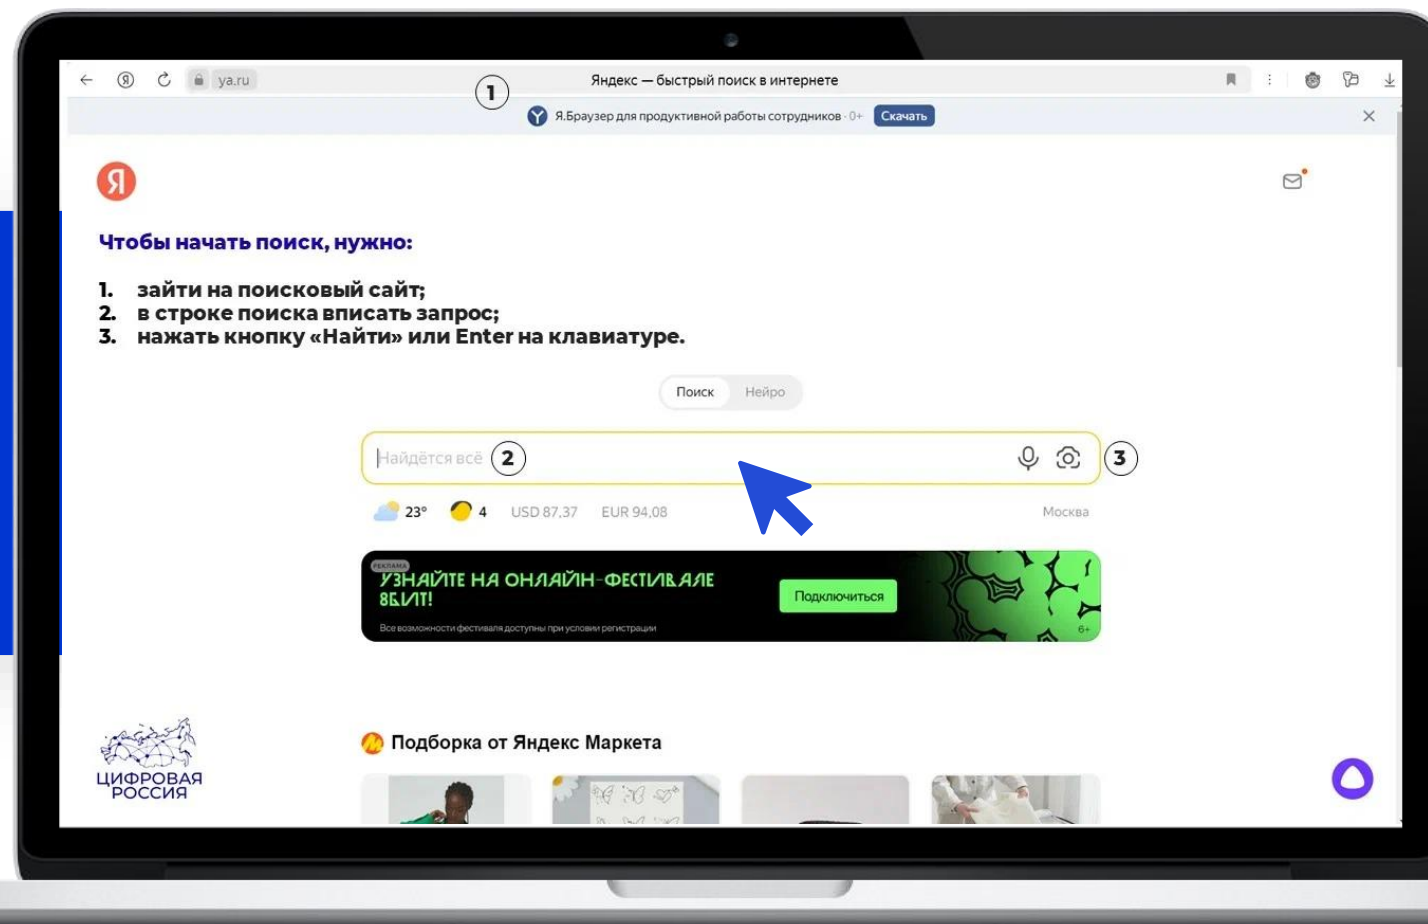 ya.ru
1
Яндекс — быстрый поиск в интернете
Я.Браузер для продуктивной работы сотрудников · 0+ Скачать
Я
Чтобы начать поиск, нужно:
1. зайти на поисковый сайт;
2. в строке поиска вписать запрос;
3. нажать кнопку «Найти» или Enter на клавиатуре.
Поиск Нейро
Найдётся всё 2
3
23° 4 USD 87,37 EUR 94,08 Москва
РЕКЛАМА
УЗНАЙТЕ НА ОНЛАЙН-ФЕСТИВАЛЕ
8БИТ!
Все возможности фестиваля доступны при условии регистрации
Подключиться
6+
Подборка от Яндекс Маркета
ЦИФРОВАЯ
РОССИЯ